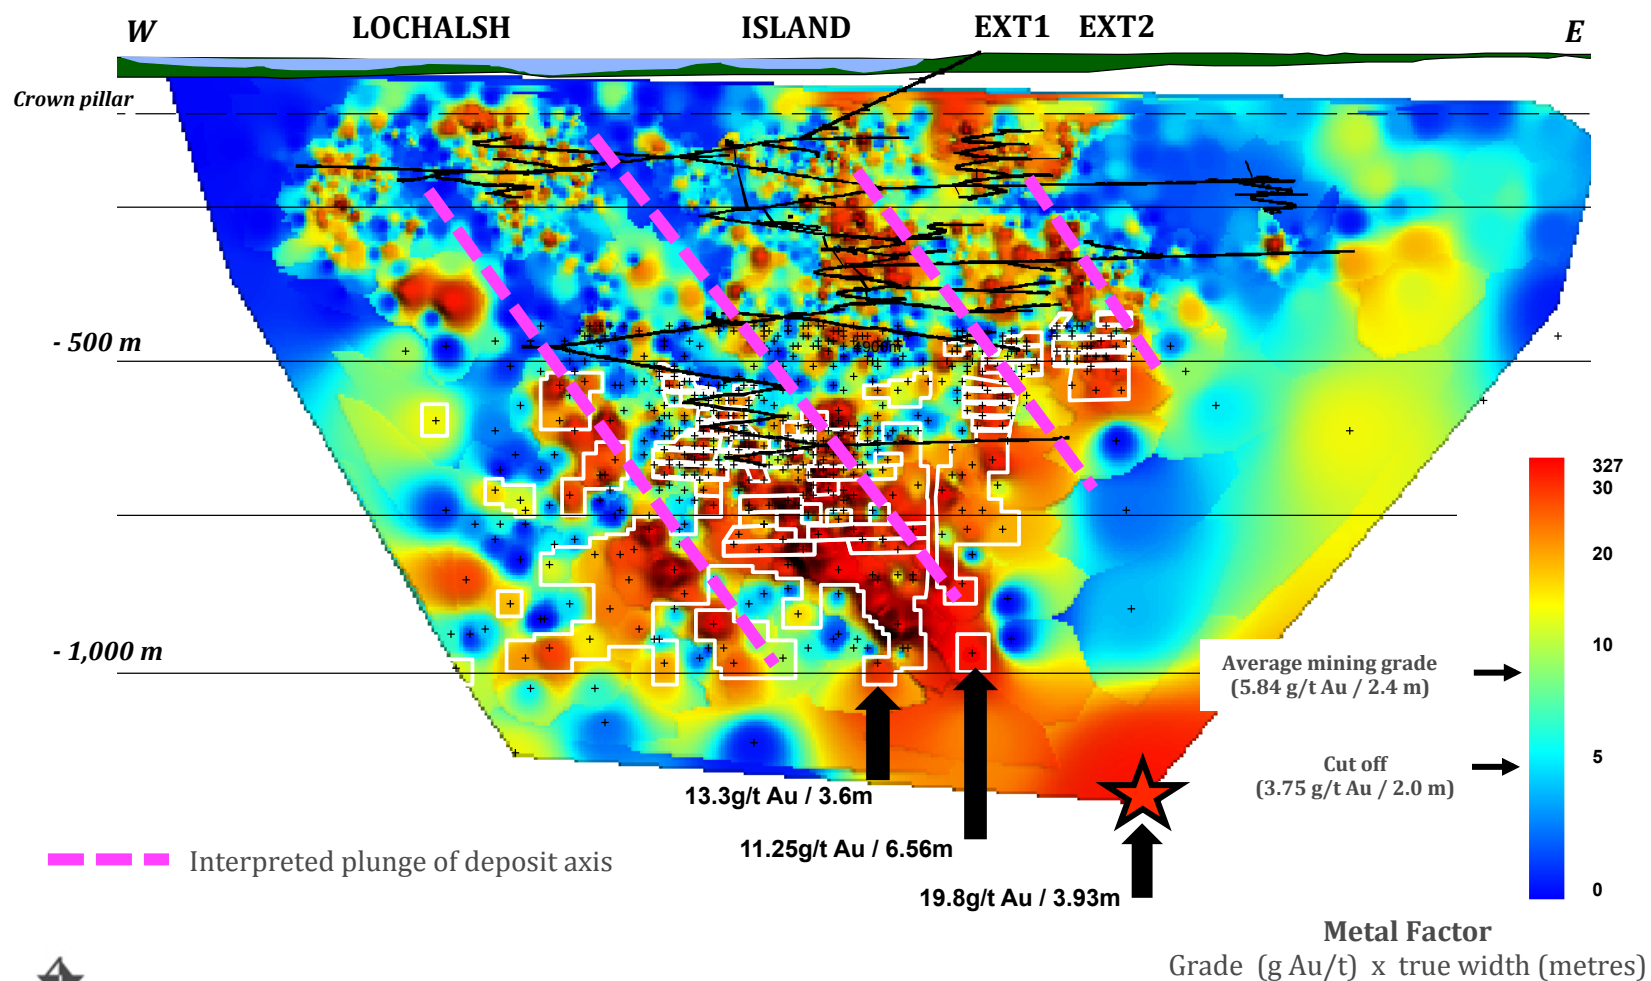 W
LOCHALSH
ISLAND
EXT1
EXT2
E
Crown pillar
- 500 m
- 1,000 m
327
30
20
10
5
0
Average mining grade
(5.84 g/t Au / 2.4 m)
Cut off
(3.75 g/t Au / 2.0 m)
13.3g/t Au / 3.6m
11.25g/t Au / 6.56m
19.8g/t Au / 3.93m
Interpreted plunge of deposit axis
Metal Factor
Grade (g Au/t) x true width (metres)